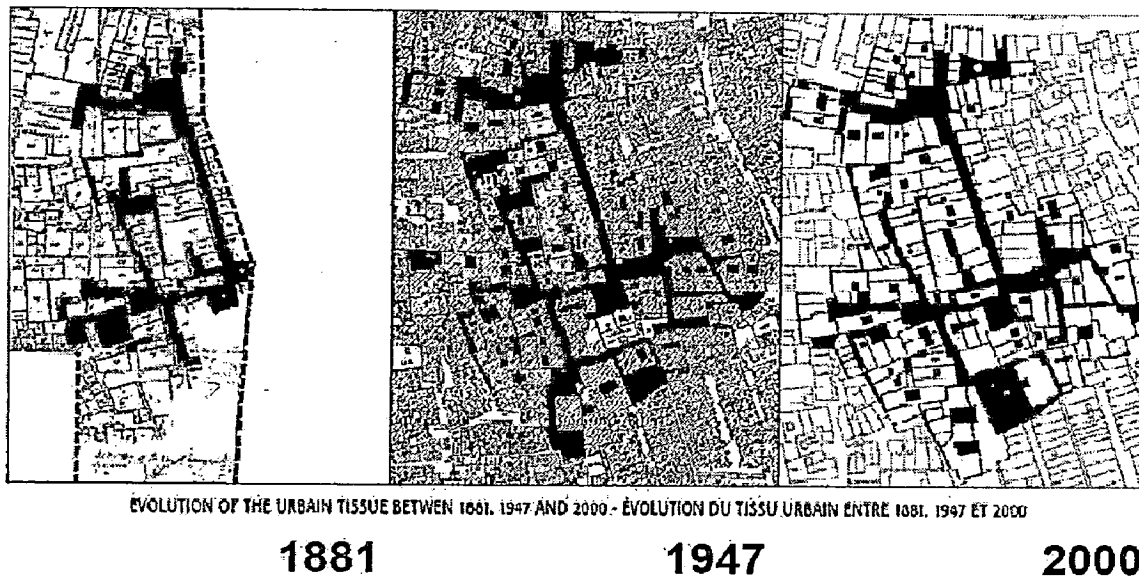 EVOLUTION OF THE URBAIN TISSUE BETWEN 1881, 1947 AND 2000 - ÉVOLUTION DU TISSU URBAIN ENTRE 1881, 1947 ET 2000
1881 1947 2000